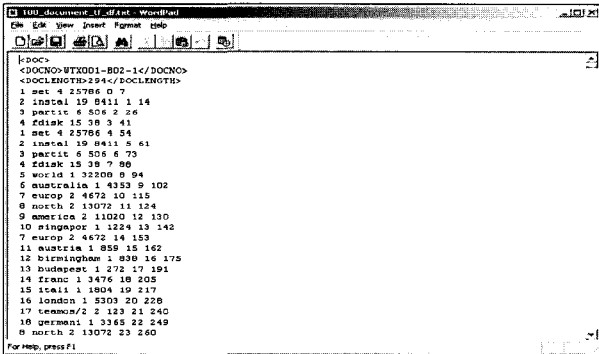 100_document_tf_df.txt - WordPad
File Edit View Insert Format Help
<DOC>
<DOCNO>WTX001-B02-1</DOCNO>
<DOCLENGTH>294</DOCLENGTH>
1 set 4 25786 0 7
2 instal 19 8411 1 14
3 partit 6 506 2 26
4 fdisk 15 38 3 41
1 set 4 25786 4 54
2 instal 19 8411 5 61
3 partit 6 506 6 73
4 fdisk 15 38 7 88
5 world 1 32208 8 94
6 australia 1 4353 9 102
7 europ 2 4672 10 115
8 north 2 13072 11 124
9 america 2 11020 12 130
10 singapor 1 1224 13 142
7 europ 2 4672 14 153
11 austria 1 859 15 162
12 birmingham 1 838 16 175
13 budapest 1 272 17 191
14 franc 1 3476 18 205
15 itali 1 1804 19 217
16 london 1 5303 20 228
17 teamos/2 2 123 21 240
18 germani 1 3365 22 249
8 north 2 13072 23 260
For Help, press F1